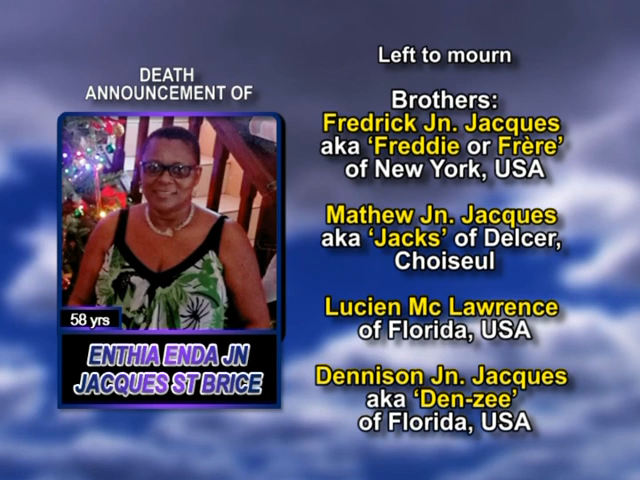 DEATH
ANNOUNCEMENT OF
58 yrs
ENTHIA ENDA JN
JACQUES ST BRICE
Left to mourn
Brothers:
Fredrick Jn. Jacques
aka ‘Freddie or Frère’
of New York, USA
Mathew Jn. Jacques
aka ‘Jacks’ of Delcer,
Choiseul
Lucien Mc Lawrence
of Florida, USA
Dennison Jn. Jacques
aka ‘Den-zee’
of Florida, USA